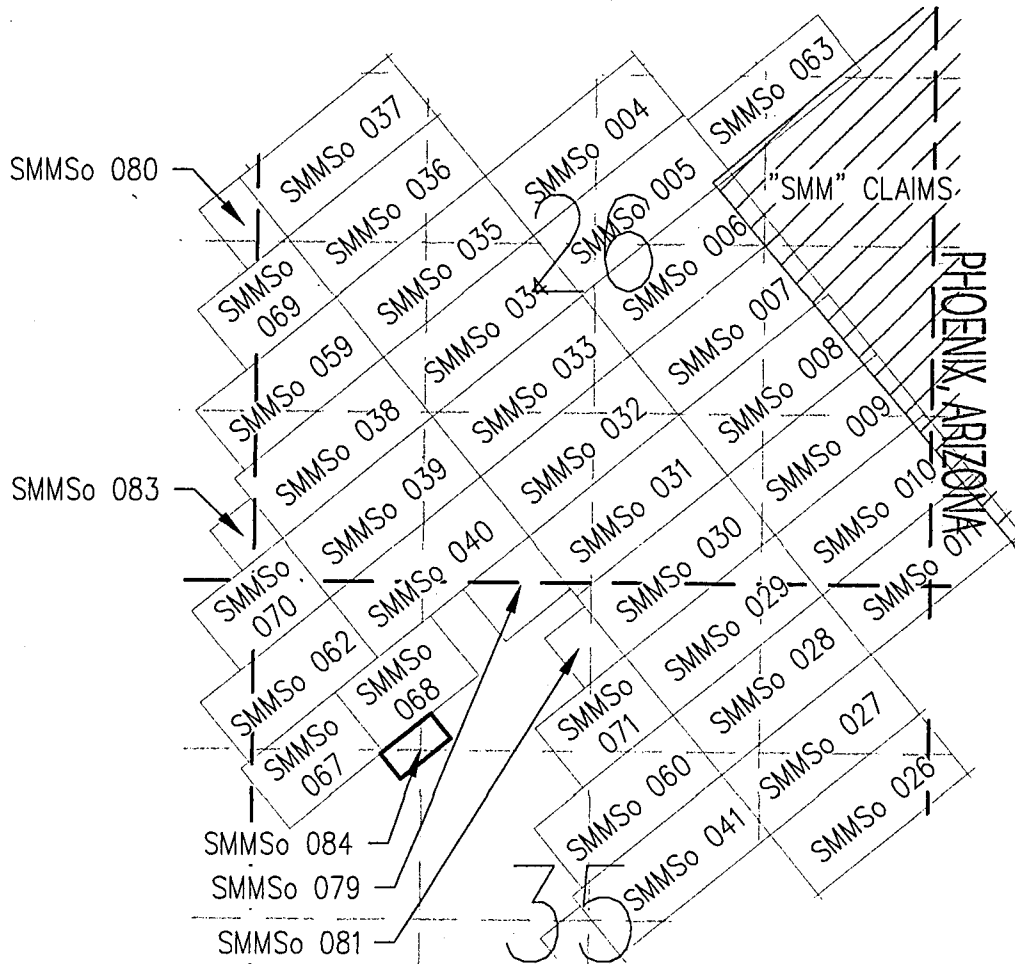 SMMSo 063
SMMSo 037
SMMSo 004
SMMSo 080
SMMSo 036
SMMSo 005
"SMM" CLAIMS
26
SMMSo 035
SMMSo 006
SMMSo
069
SMMSo 034
SMMSo 007
PHOENIX, ARIZONA
SMMSo 059
SMMSo 033
SMMSo 008
SMMSo 038
SMMSo 032
SMMSo 009
SMMSo 083
SMMSo 039
SMMSo 031
SMMSo 010
SMMSo 040
SMMSo 030
SMMSo 011
SMMSo
070
SMMSo 029
SMMSo 062
SMMSo
068
SMMSo 028
SMMSo
071
SMMSo
067
SMMSo 027
SMMSo 060
SMMSo 026
SMMSo 041
SMMSo 084
SMMSo 079
SMMSo 081
35